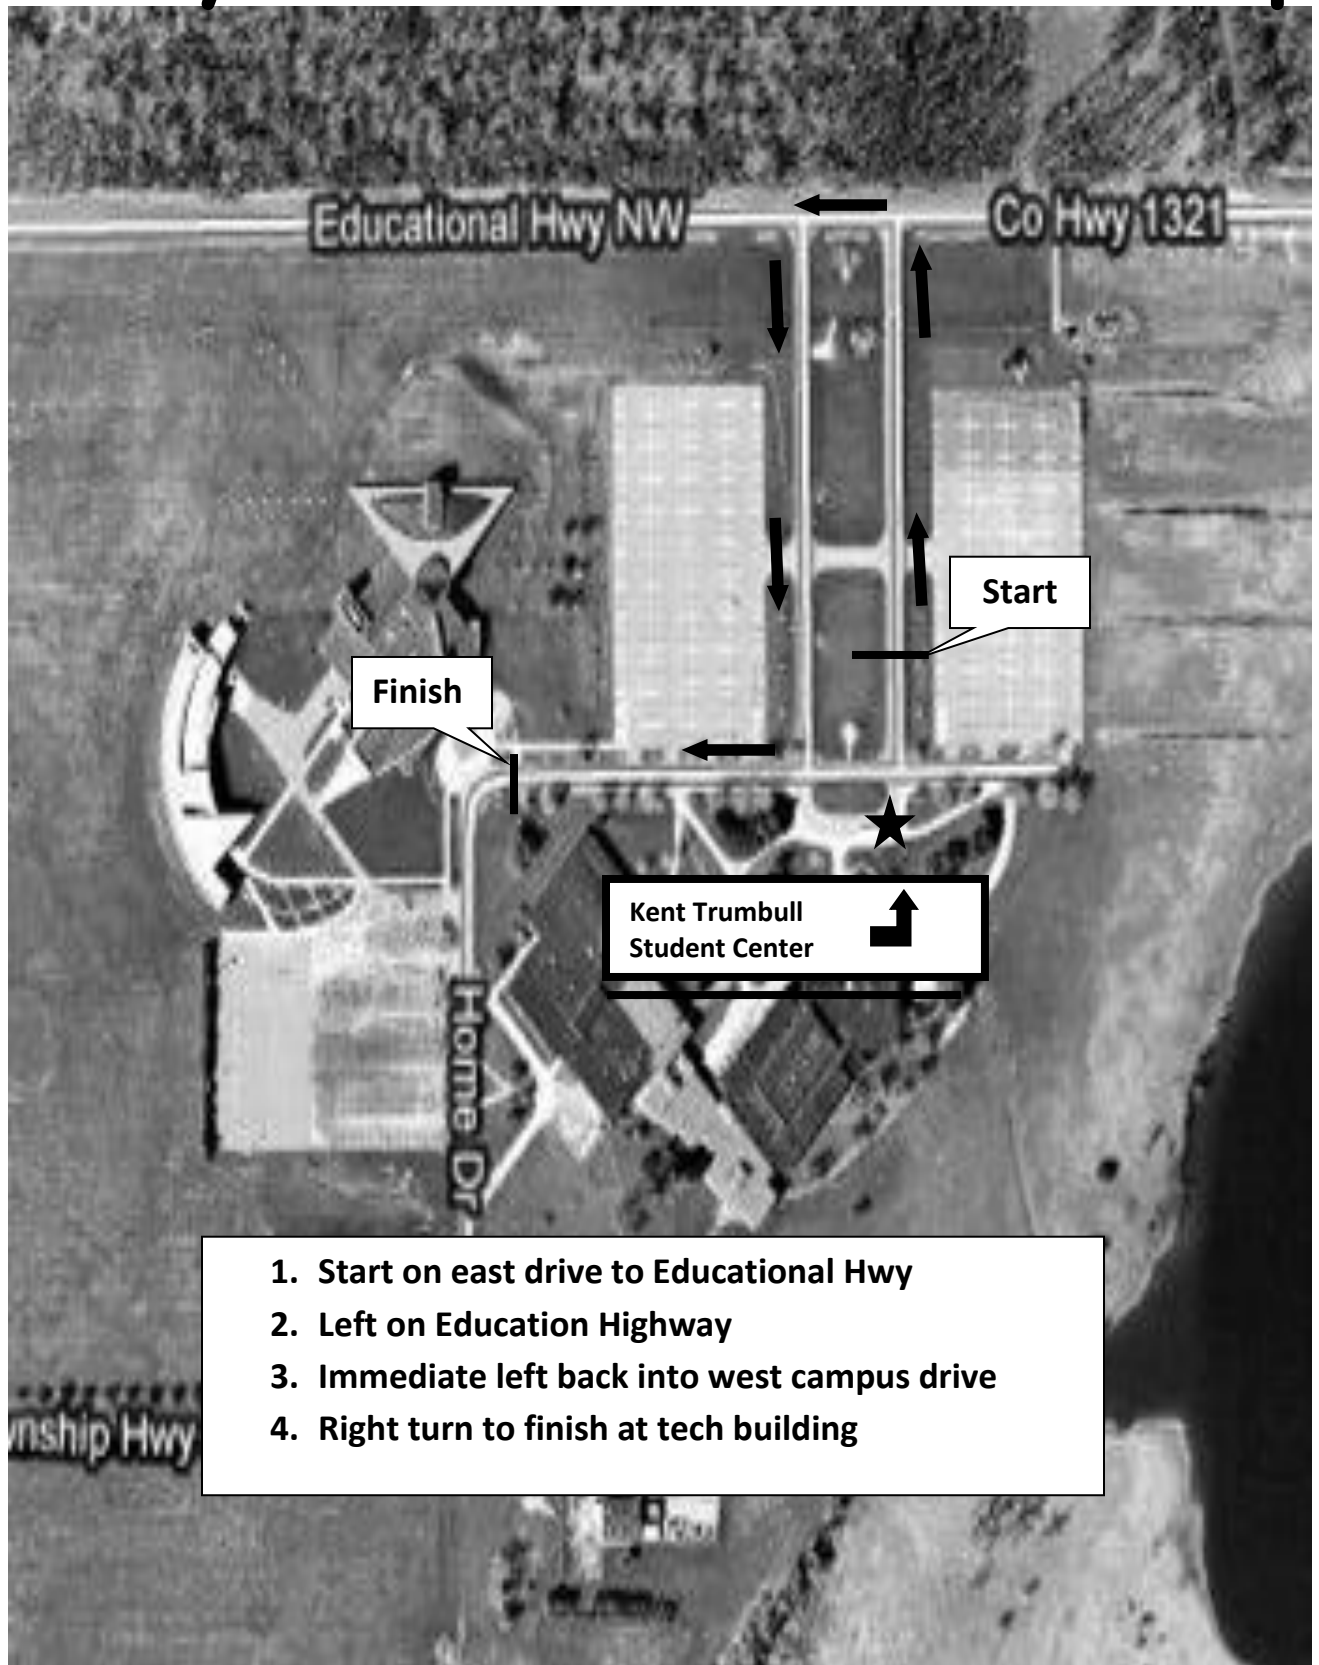 Educational Hwy NW
Co Hwy 1321
Start
Finish
Kent Trumbull
Student Center
Home Dr
1. Start on east drive to Educational Hwy
2. Left on Education Highway
3. Immediate left back into west campus drive
4. Right turn to finish at tech building
wnship Hwy